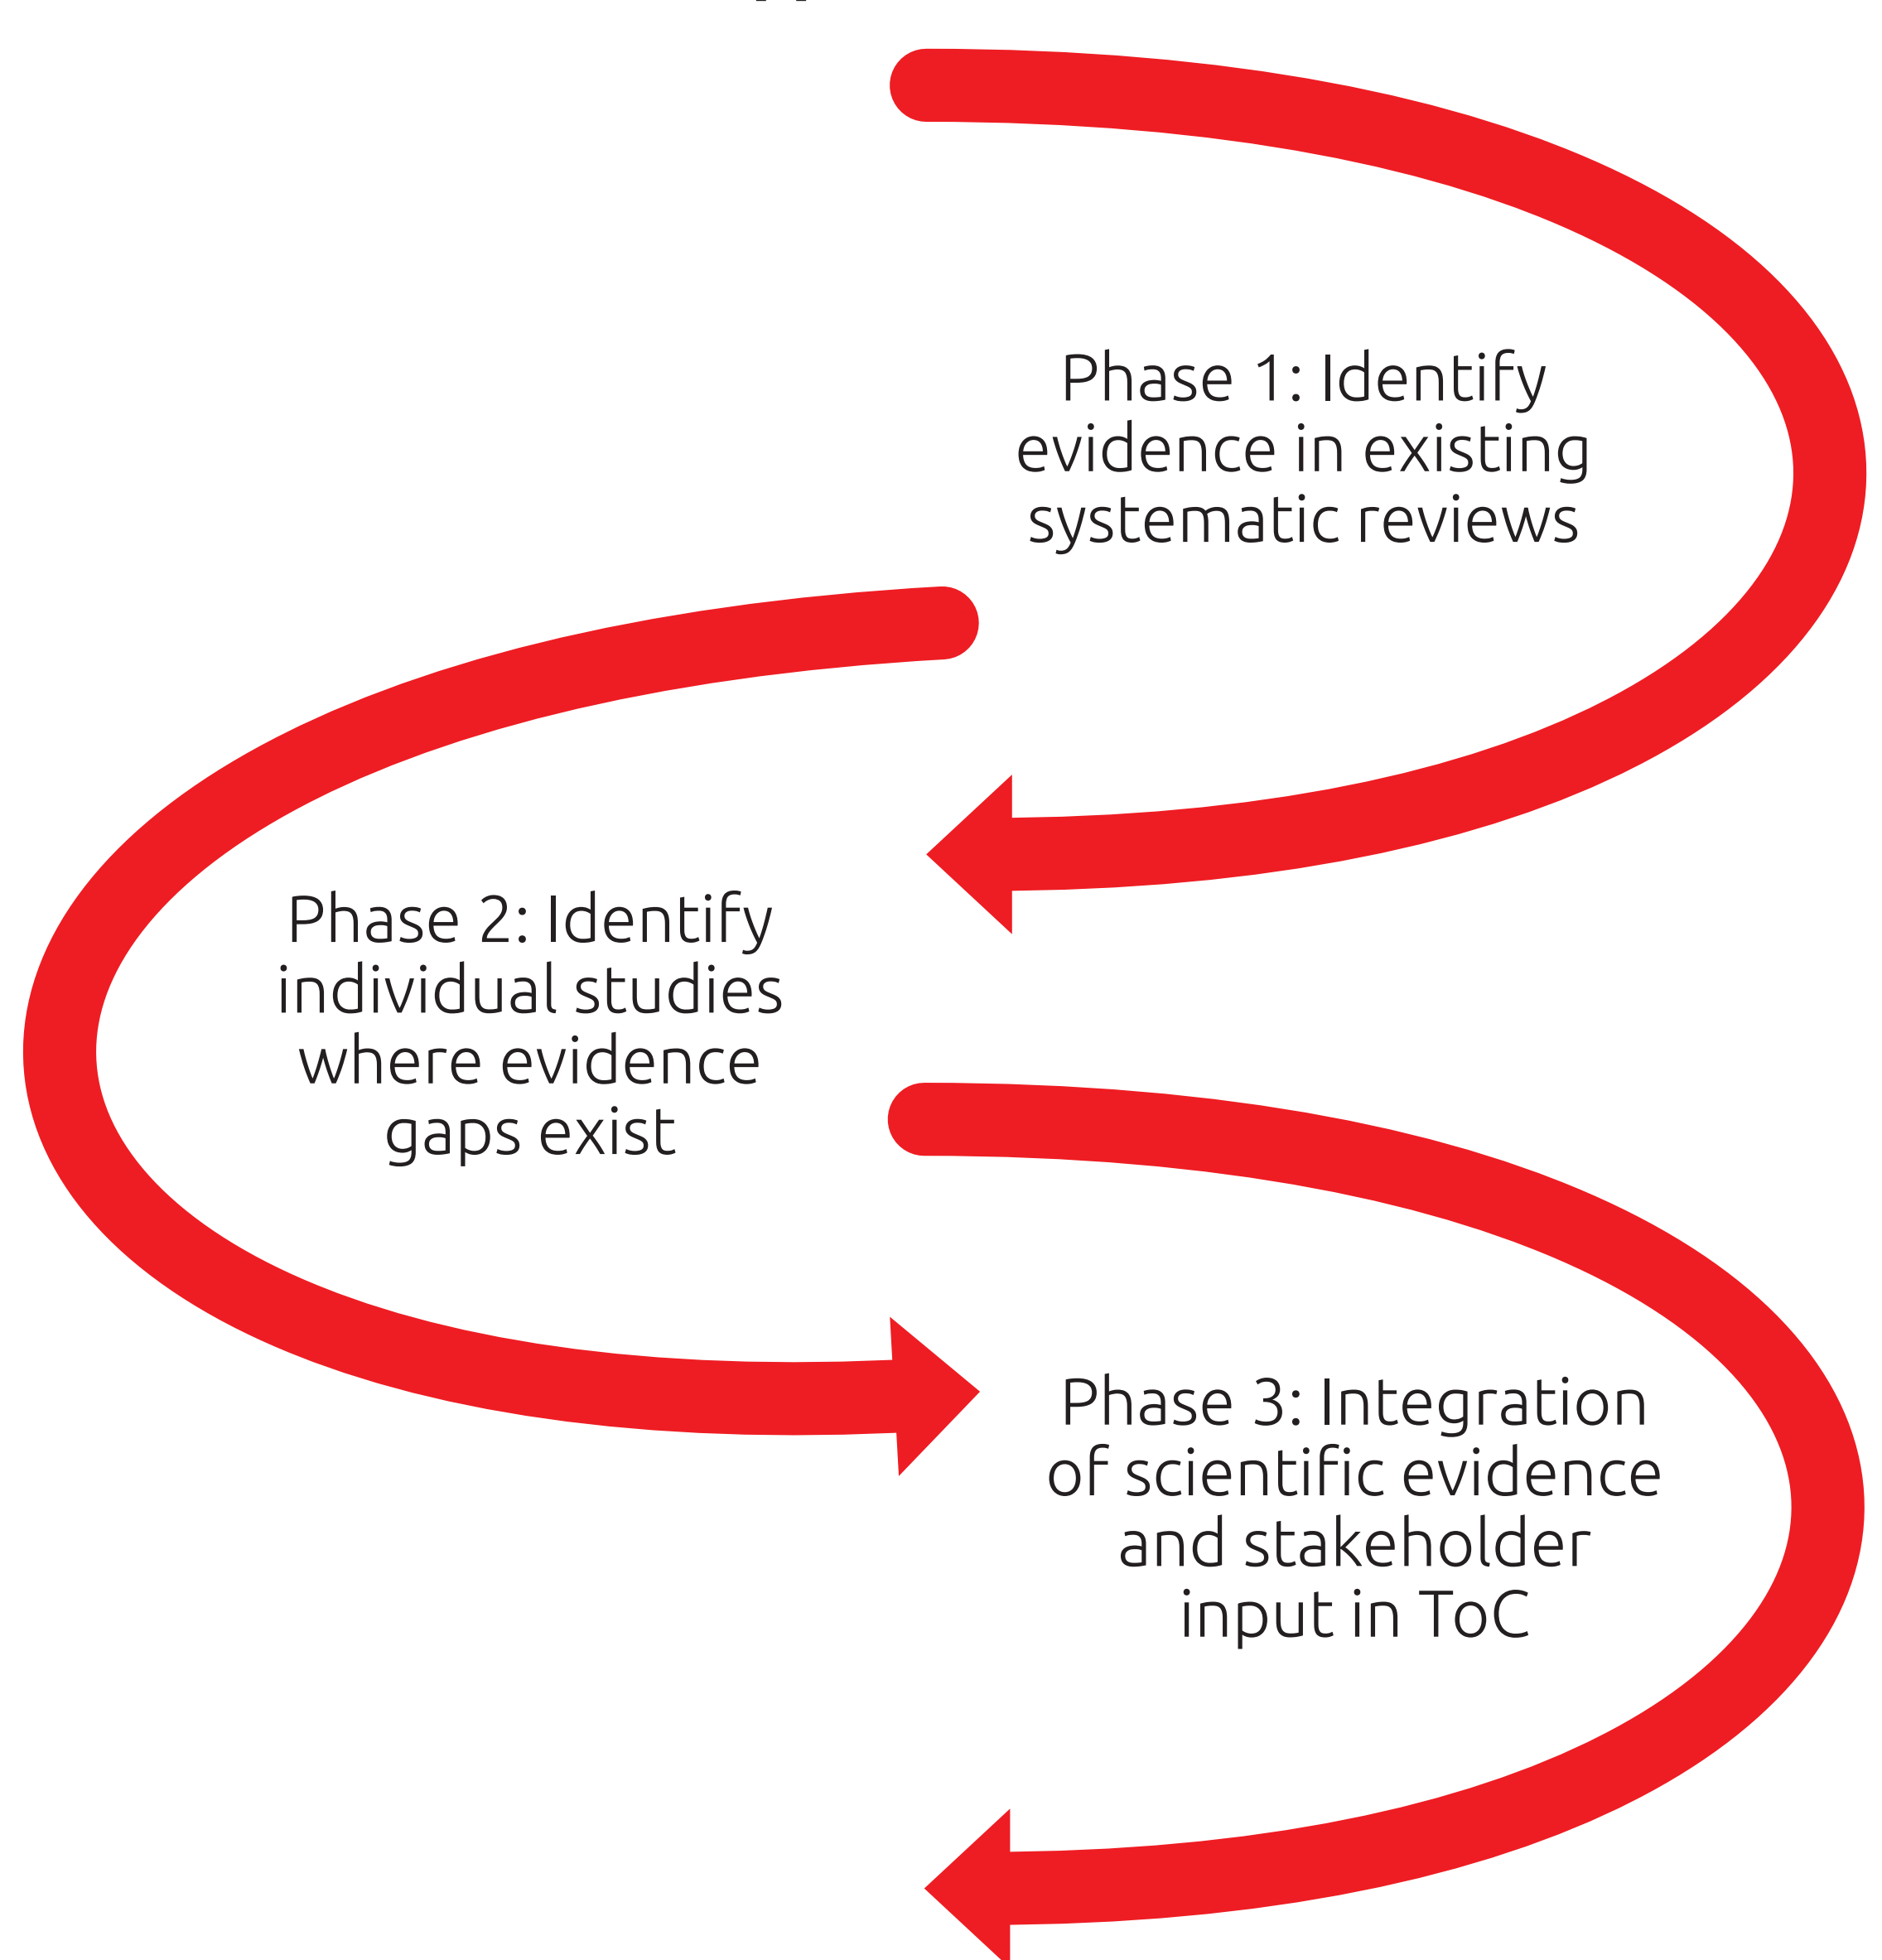 Phase 1: Identify
evidence in existing
systematic reviews
Phase 2: Identify
individual studies
where evidence
gaps exist
Phase 3: Integration
of scientific evidence
and stakeholder
input in ToC